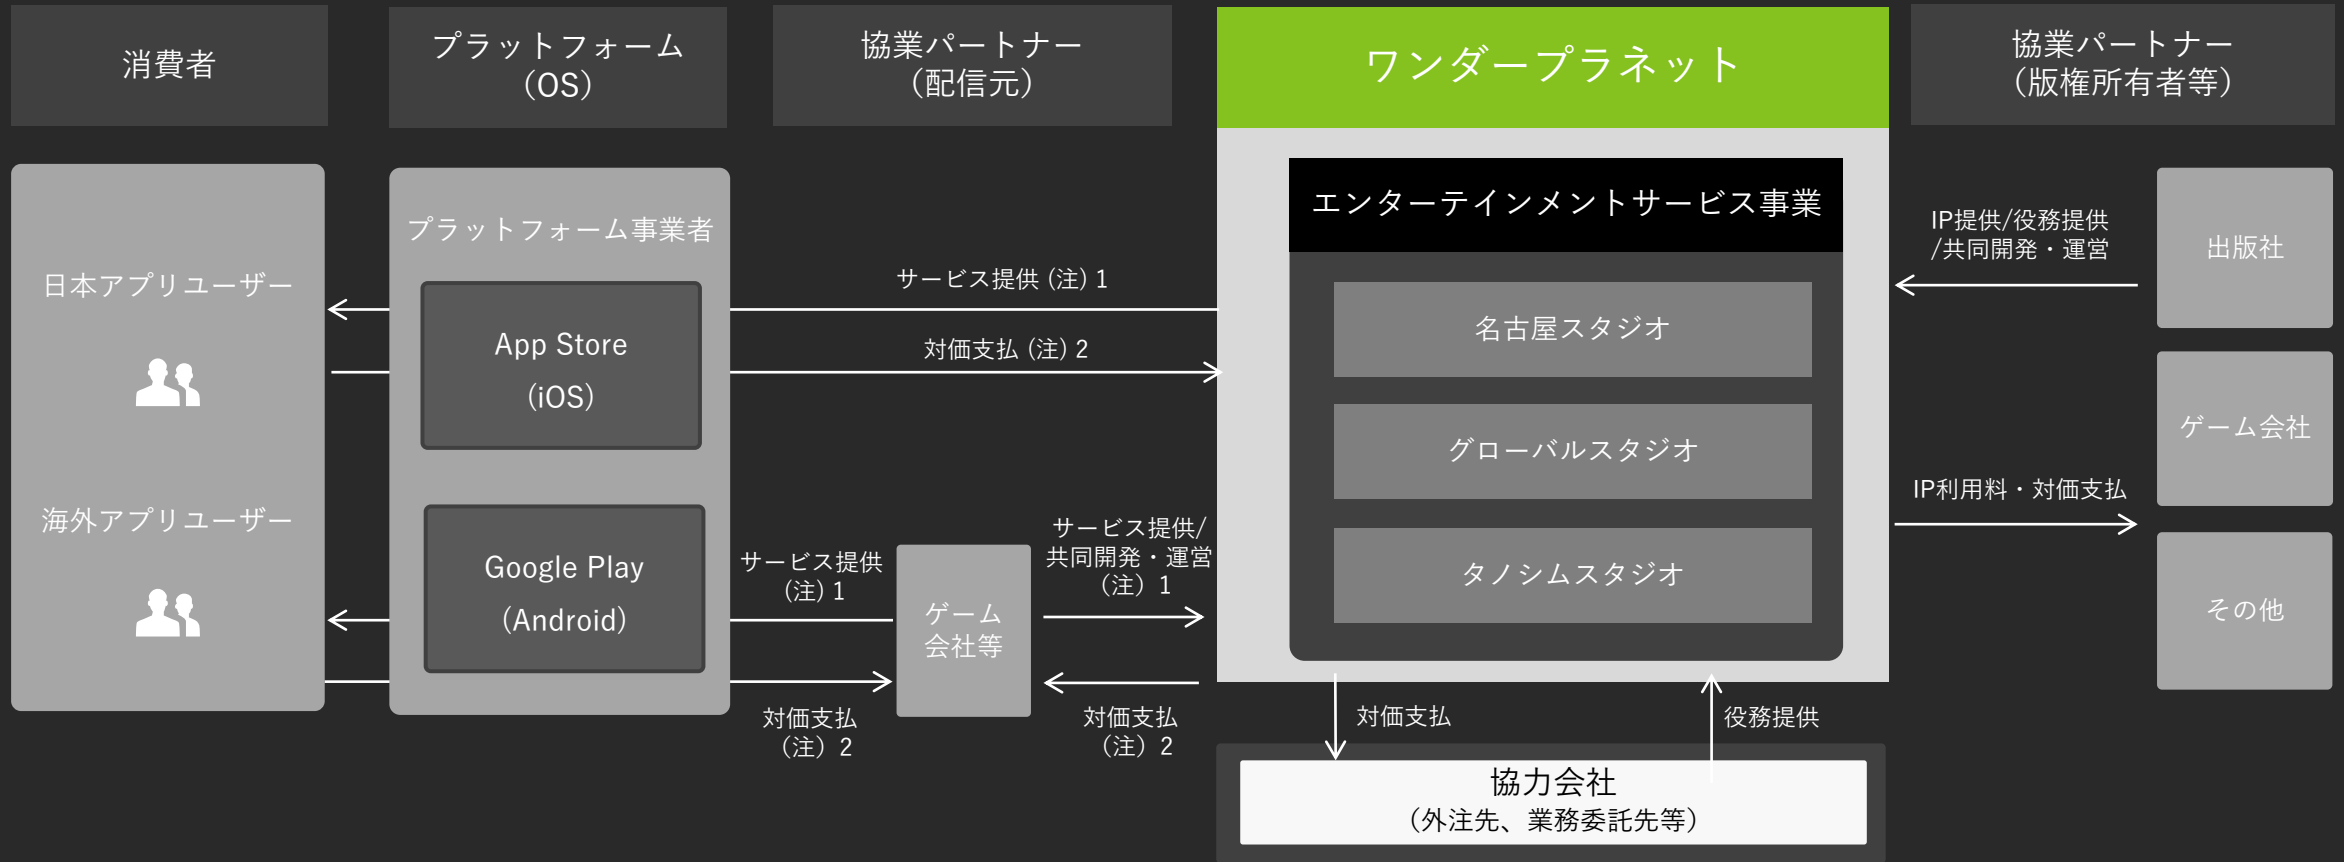 消費者
プラットフォーム
（OS）
協業パートナー
（配信元）
ワンダープラネット
協業パートナー
（版権所有者等）
日本アプリユーザー
海外アプリユーザー
プラットフォーム事業者
App Store
（iOS）
Google Play
（Android）
サービス提供 (注) 1
対価支払 (注) 2
サービス提供
(注) 1
対価支払
（注）2
ゲーム
会社等
サービス提供/
共同開発・運営
（注）1
対価支払
（注）2
エンターテインメントサービス事業
名古屋スタジオ
グローバルスタジオ
タノシムスタジオ
対価支払
役務提供
協力会社
（外注先、業務委託先等）
IP提供/役務提供
/共同開発・運営
IP利用料・対価支払
出版社
ゲーム会社
その他